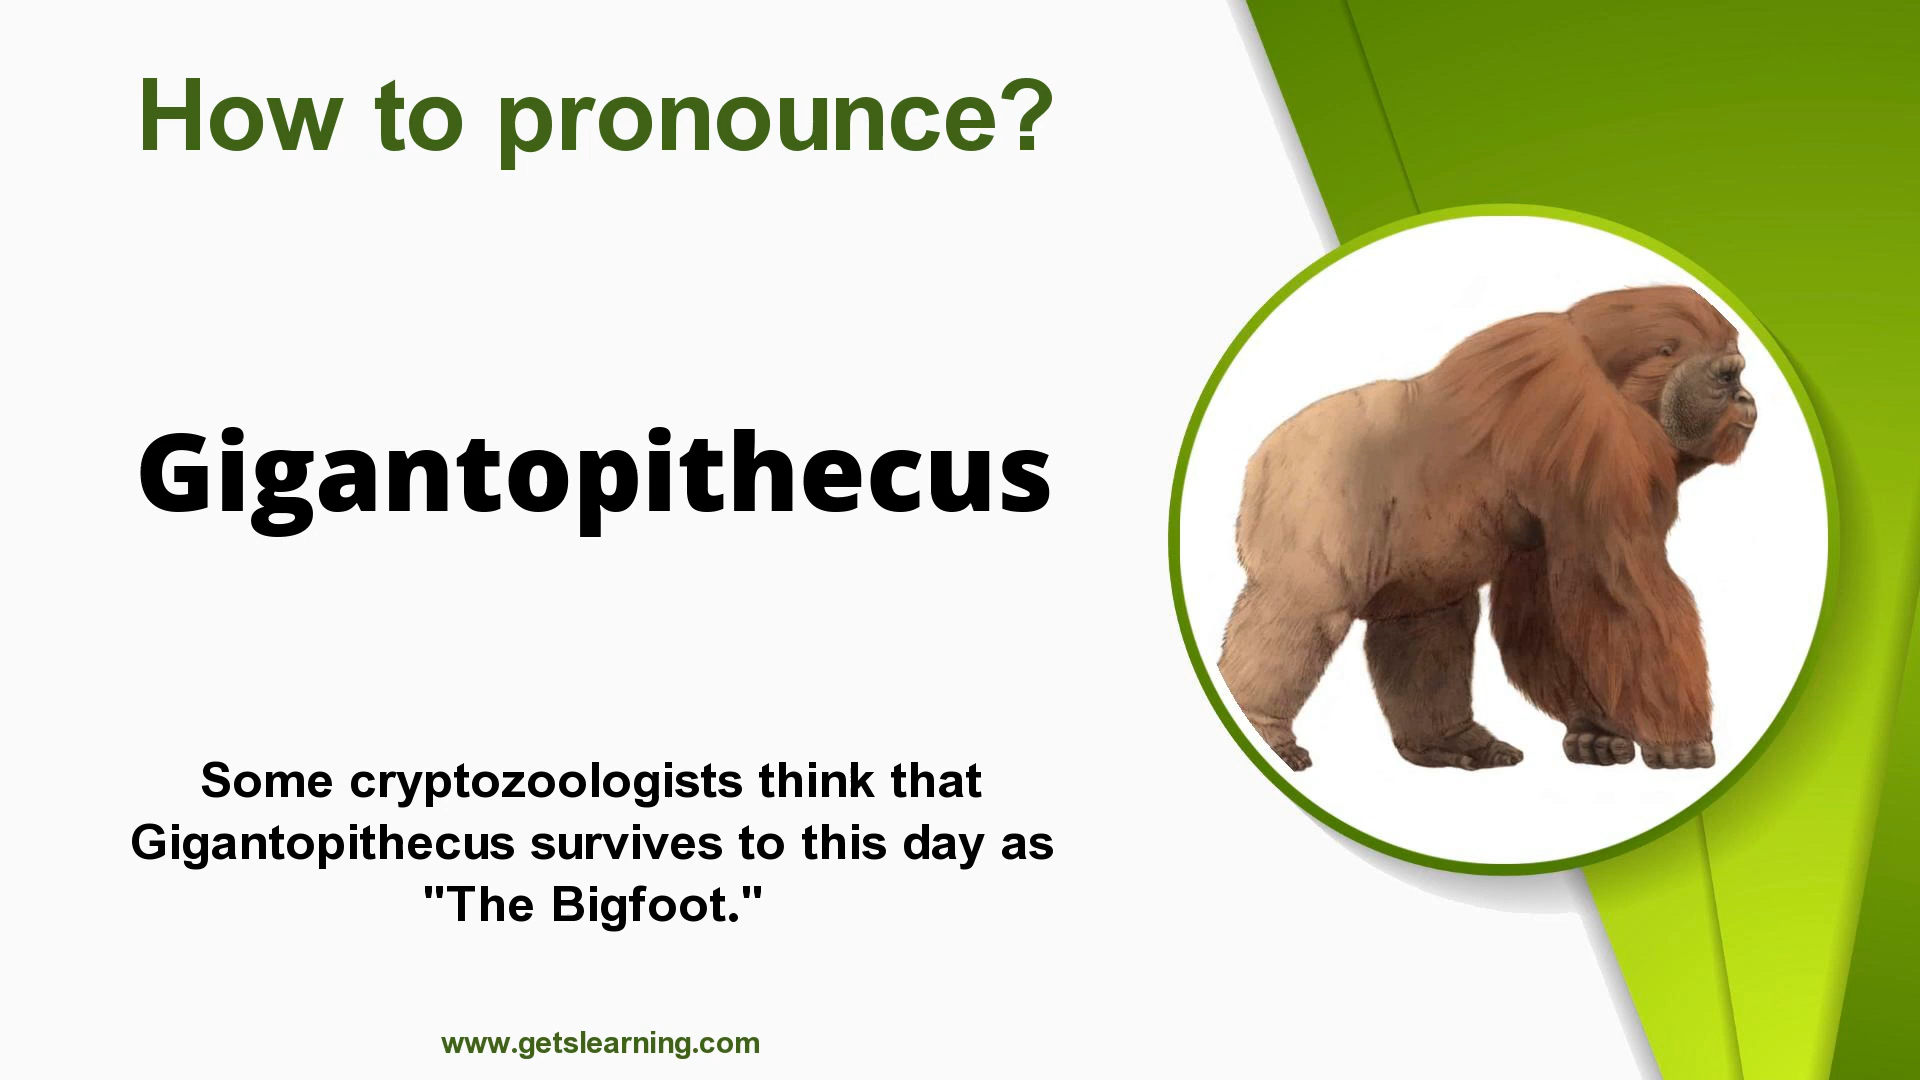 How to pronounce?
Gigantopithecus
Some cryptozoologists think that
Gigantopithecus survives to this day as
"The Bigfoot."
www.getslearning.com